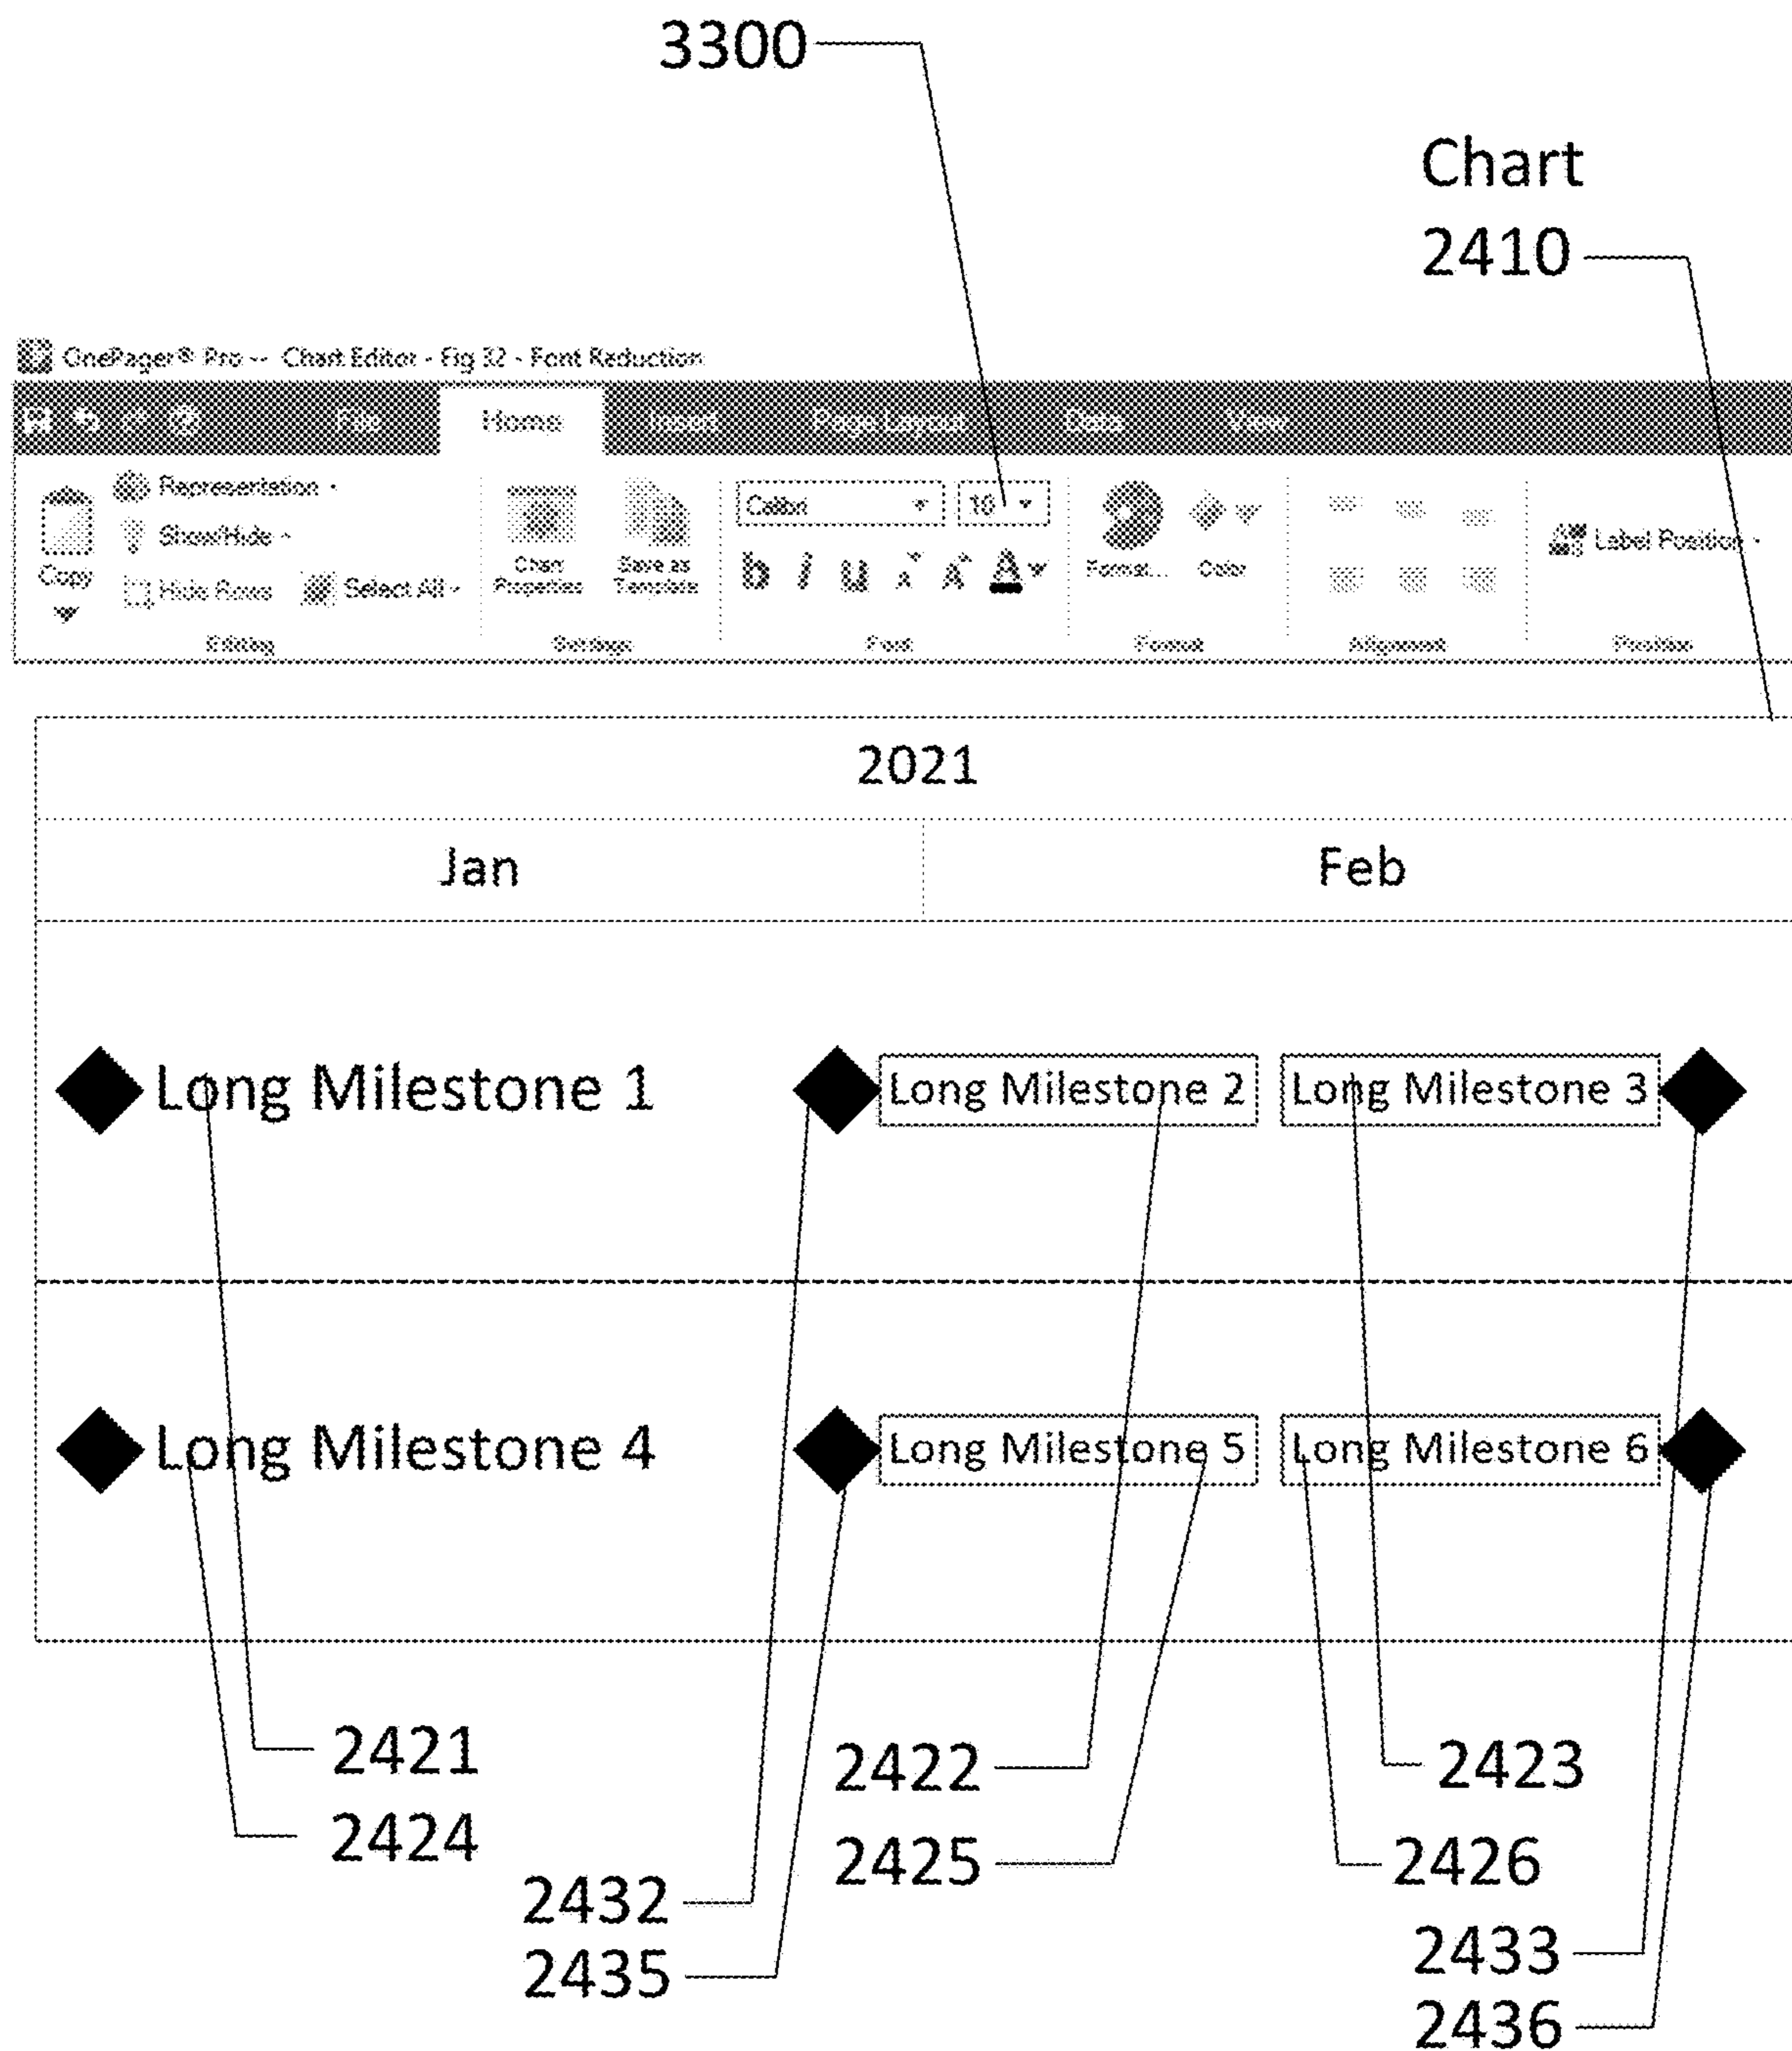 3300
Chart
2410
OnePager® Pro -- Chart Editor - Fig 32 - Font Reduction
File Home Insert Page Layout Data View
Representation
Show/Hide
Copy
Hide Rows Select All
Chart Properties
Save as Template
Calibri 10
b i u A A A
Format... Color
Label Position
Editing Settings Font Format Alignment Position
2021
Jan Feb
Long Milestone 1 Long Milestone 2 Long Milestone 3
Long Milestone 4 Long Milestone 5 Long Milestone 6
2421 2422 2423
2424 2425 2426
2432 2433
2435 2436